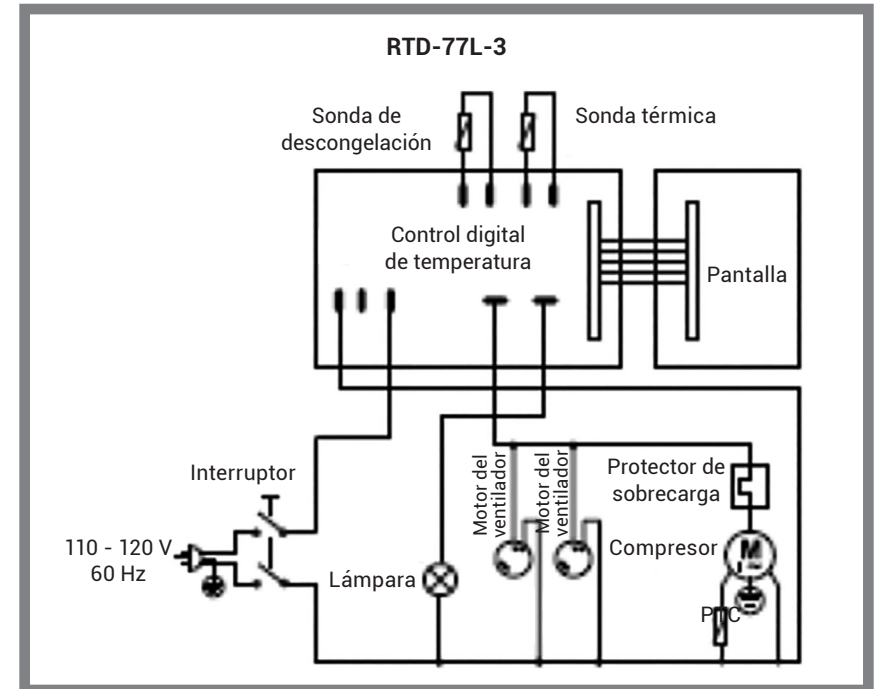 RTD-77L-3
Sonda de
descongelación
Sonda térmica
Control digital
de temperatura
Pantalla
Interruptor
Motor del
ventilador
Motor del
ventilador
Protector de
sobrecarga
110 - 120 V
60 Hz
Lámpara
Compresor
M
1 ~
PTC